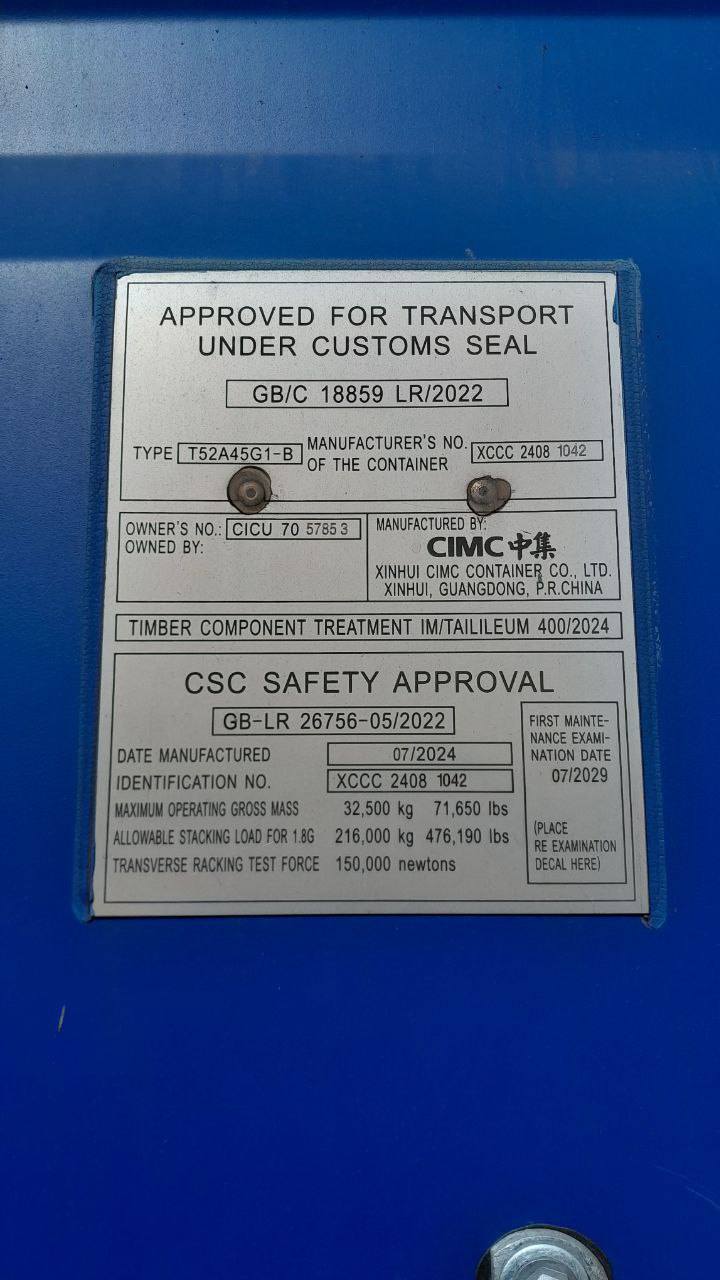 APPROVED FOR TRANSPORT
UNDER CUSTOMS SEAL
GB/C 18859 LR/2022
TYPE T52A45G1-B
MANUFACTURER'S NO.
OF THE CONTAINER
XCCC 2408 1042
OWNER'S NO.: CICU 70 5785 3
OWNED BY:
MANUFACTURED BY:
CIMC 中集
XINHUI CIMC CONTAINER CO., LTD.
XINHUI, GUANGDONG, P.R.CHINA
TIMBER COMPONENT TREATMENT IM/TAILILEUM 400/2024
CSC SAFETY APPROVAL
GB-LR 26756-05/2022
DATE MANUFACTURED 07/2024
IDENTIFICATION NO. XCCC 2408 1042
MAXIMUM OPERATING GROSS MASS 32,500 kg 71,650 lbs
ALLOWABLE STACKING LOAD FOR 1.8G 216,000 kg 476,190 lbs
TRANSVERSE RACKING TEST FORCE 150,000 newtons
FIRST MAINTE-
NANCE EXAMI-
NATION DATE
07/2029
(PLACE
RE EXAMINATION
DECAL HERE)